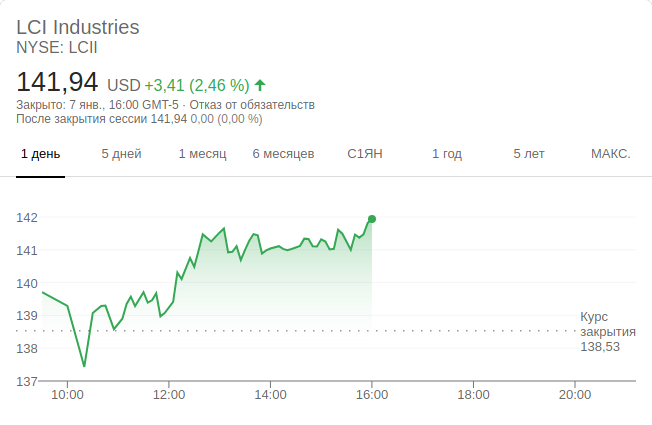 LCI Industries
NYSE: LCII
141,94 USD +3,41 (2,46 %)
Закрыто: 7 янв., 16:00 GMT-5 · Отказ от обязательств
После закрытия сессии 141,94 0,00 (0,00 %)
1 день 5 дней 1 месяц 6 месяцев С1ЯН 1 год 5 лет МАКС.
142
141
140
139
138
137
Курс
закрытия
138,53
10:00 12:00 14:00 16:00 18:00 20:00